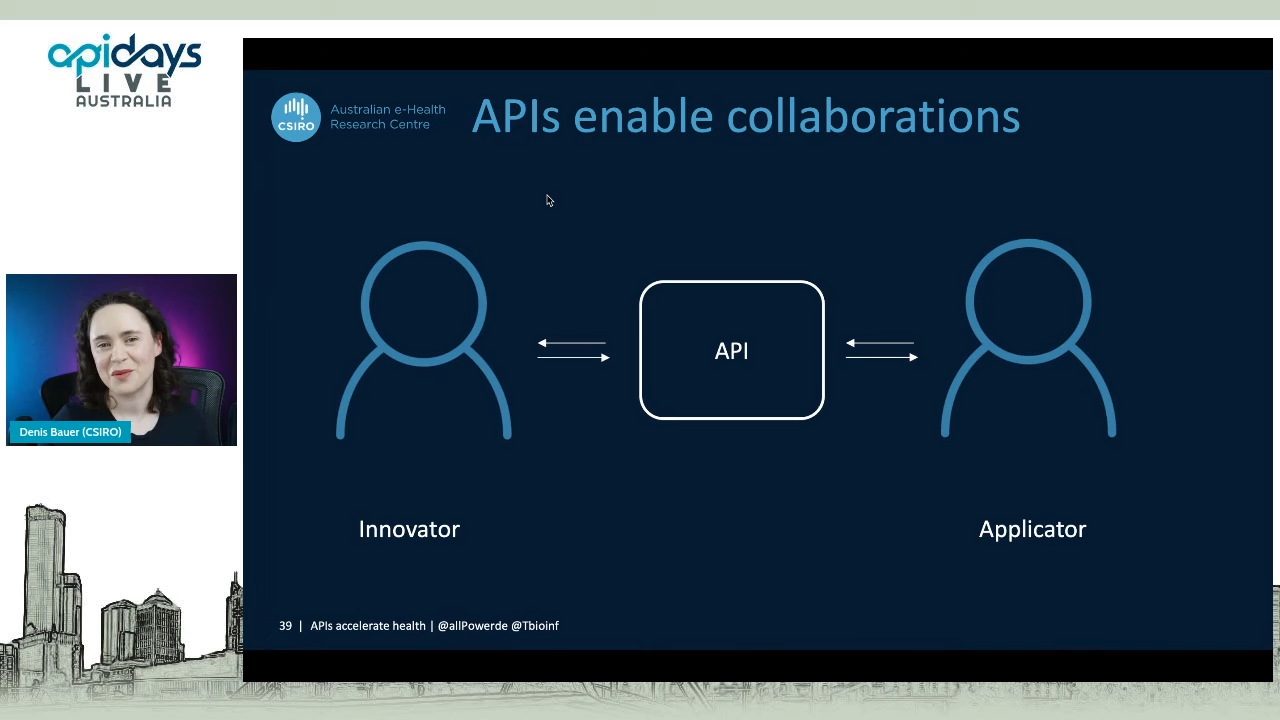 apidays
LIVE
AUSTRALIA
CSIRO
Australian e-Health
Research Centre
APIs enable collaborations
API
Denis Bauer (CSIRO)
Innovator
Applicator
39 | APIs accelerate health | @allPowerde @Tbioinf